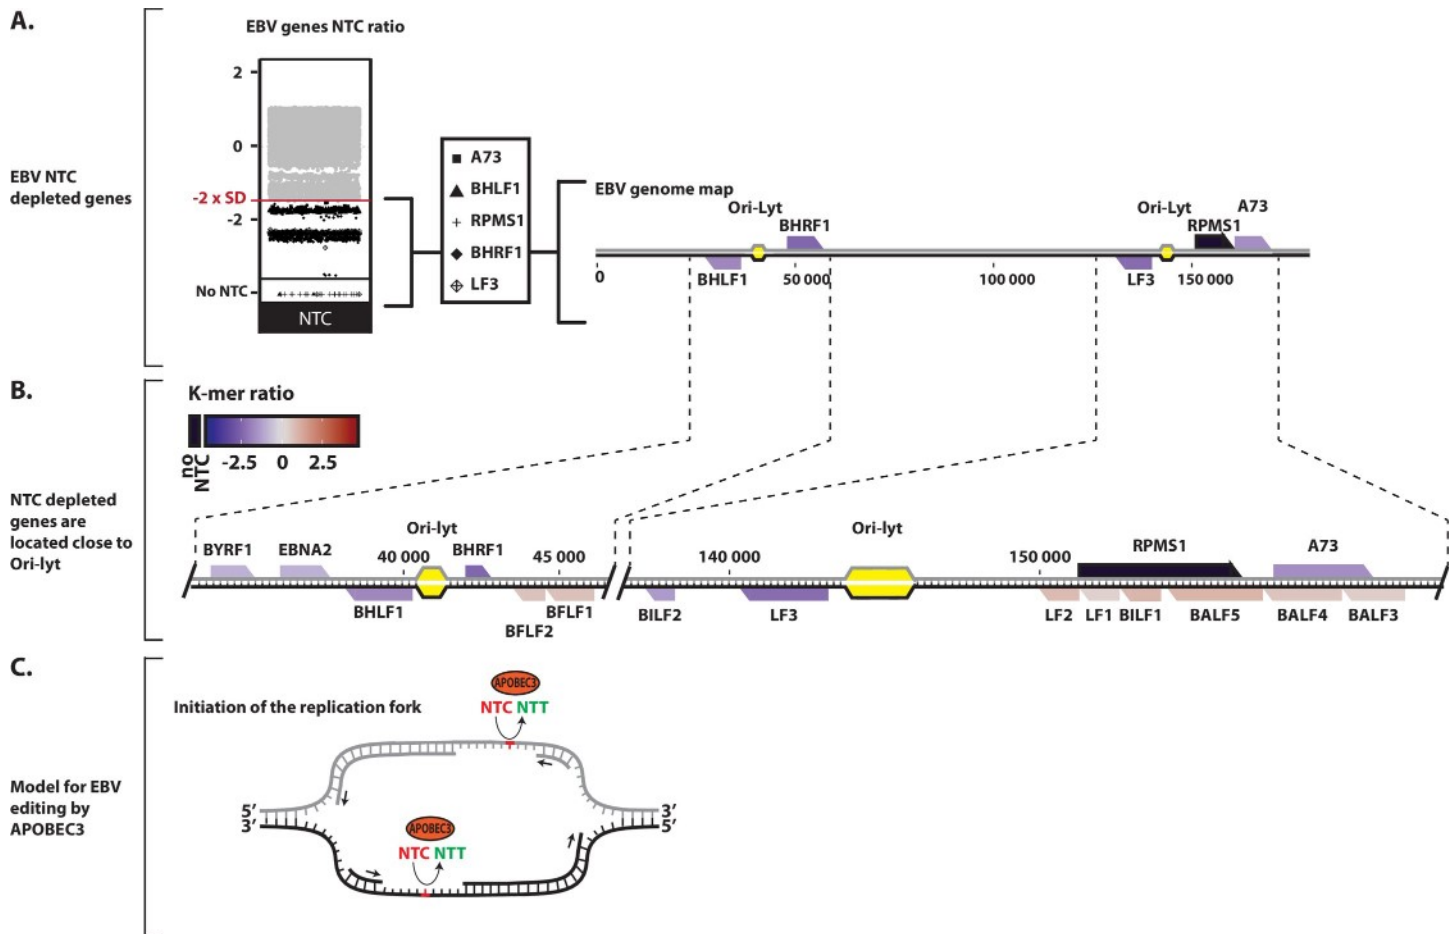 A.
EBV genes NTC ratio
2
0
-2 x SD
-2
No NTC
NTC
EBV NTC
depleted genes
A73
BHLF1
RPMS1
BHRF1
LF3
EBV genome map
Ori-Lyt
BHRF1
Ori-Lyt
A73
RPMS1
0
BHLF1
50 000
100 000
LF3
150 000
B.
K-mer ratio
no
NTC
-2.5
0
2.5
NTC depleted
genes are
located close to
Ori-lyt
BYRF1
EBNA2
40 000
Ori-lyt
BHRF1
45 000
BHLF1
BFLF2
BFLF1
140 000
Ori-lyt
150 000
RPMS1
A73
BILF2
LF3
LF2
LF1
BILF1
BALF5
BALF4
BALF3
C.
Initiation of the replication fork
APOBEC3
NTC NTT
Model for EBV
editing by
APOBEC3
5′
3′
3′
5′
APOBEC3
NTC NTT